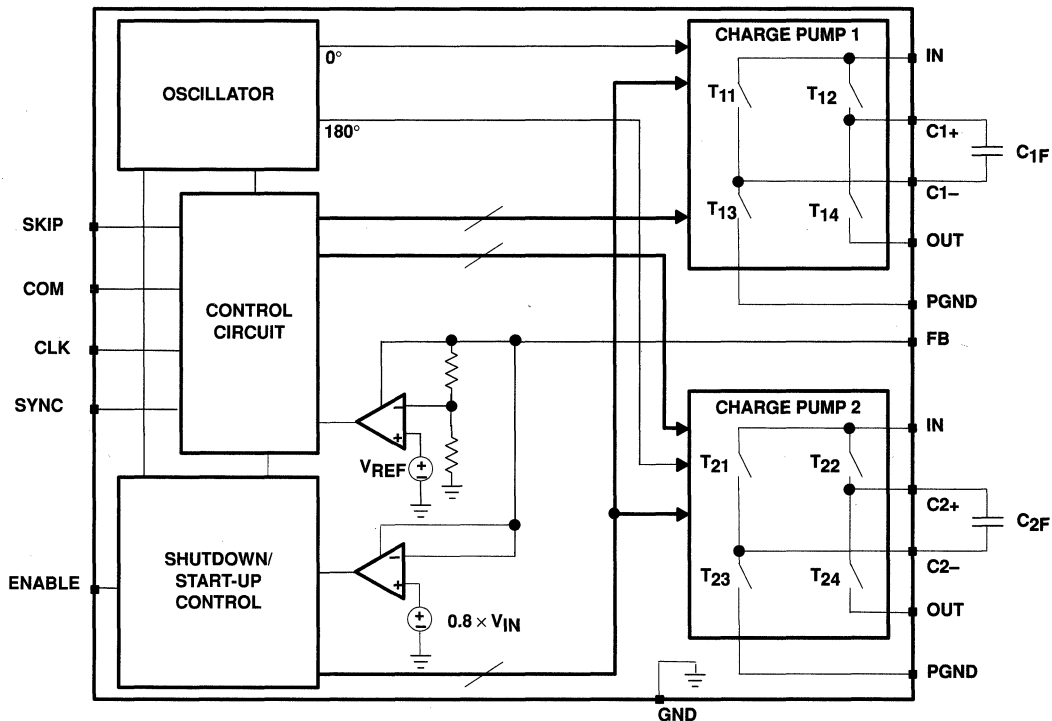 OSCILLATOR
0°
180°
CHARGE PUMP 1
T11
T12
T13
T14
IN
C1+
C1F
C1–
OUT
PGND
FB
SKIP
COM
CLK
SYNC
CONTROL
CIRCUIT
–
+
VREF
+
–
CHARGE PUMP 2
T21
T22
T23
T24
IN
C2+
C2F
C2–
OUT
PGND
ENABLE
SHUTDOWN/
START-UP
CONTROL
–
+
+
–
0.8 × VIN
GND